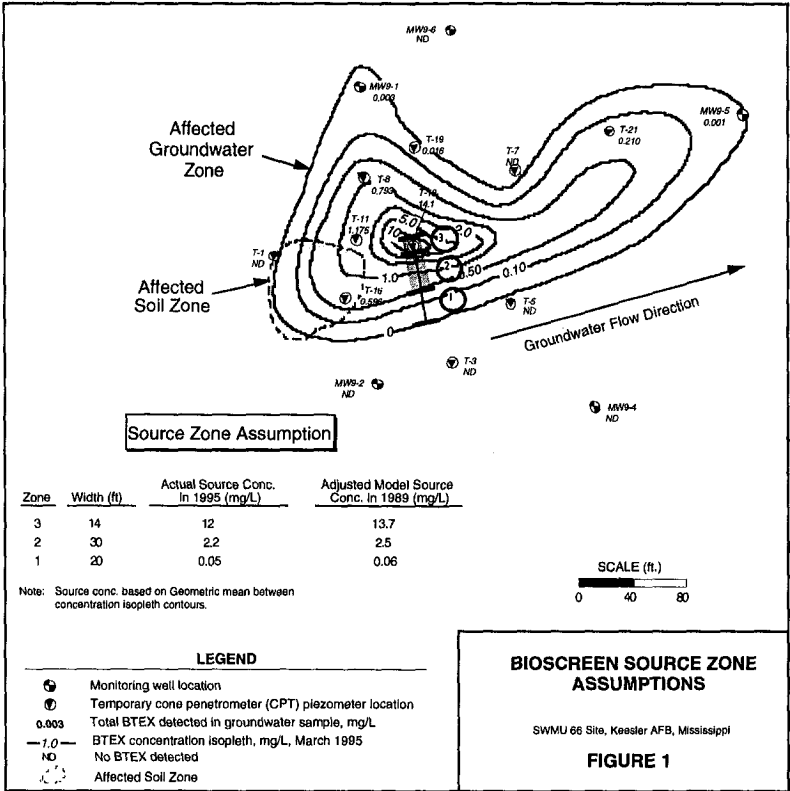 MW9-6
ND
MW9-1
0.003
Affected
Groundwater
Zone
T-19
0.016
T-7
ND
T-21
0.210
MW9-5
0.001
T-8
0.793
T-18
14.1
T-11
1.175
5.0
10
3
2.0
T-1
ND
2
1.0
0.50
0.10
Affected
Soil Zone
T-16
0.596
1
T-5
ND
0
Groundwater Flow Direction
T-3
ND
MW9-2
ND
MW9-4
ND
Source Zone Assumption
Zone Width (ft) Actual Source Conc. In 1995 (mg/L) Adjusted Model Source Conc. In 1989 (mg/L)
3 14 12 13.7
2 30 2.2 2.5
1 20 0.05 0.06
Note: Source conc. based on Geometric mean between
concentration isopleth contours.
SCALE (ft.)
0 40 80
LEGEND
Monitoring well location
Temporary cone penetrometer (CPT) piezometer location
0.003 Total BTEX detected in groundwater sample, mg/L
1.0 BTEX concentration isopleth, mg/L, March 1995
ND No BTEX detected
Affected Soil Zone
BIOSCREEN SOURCE ZONE
ASSUMPTIONS
SWMU 66 Site, Keesler AFB, Mississippi
FIGURE 1